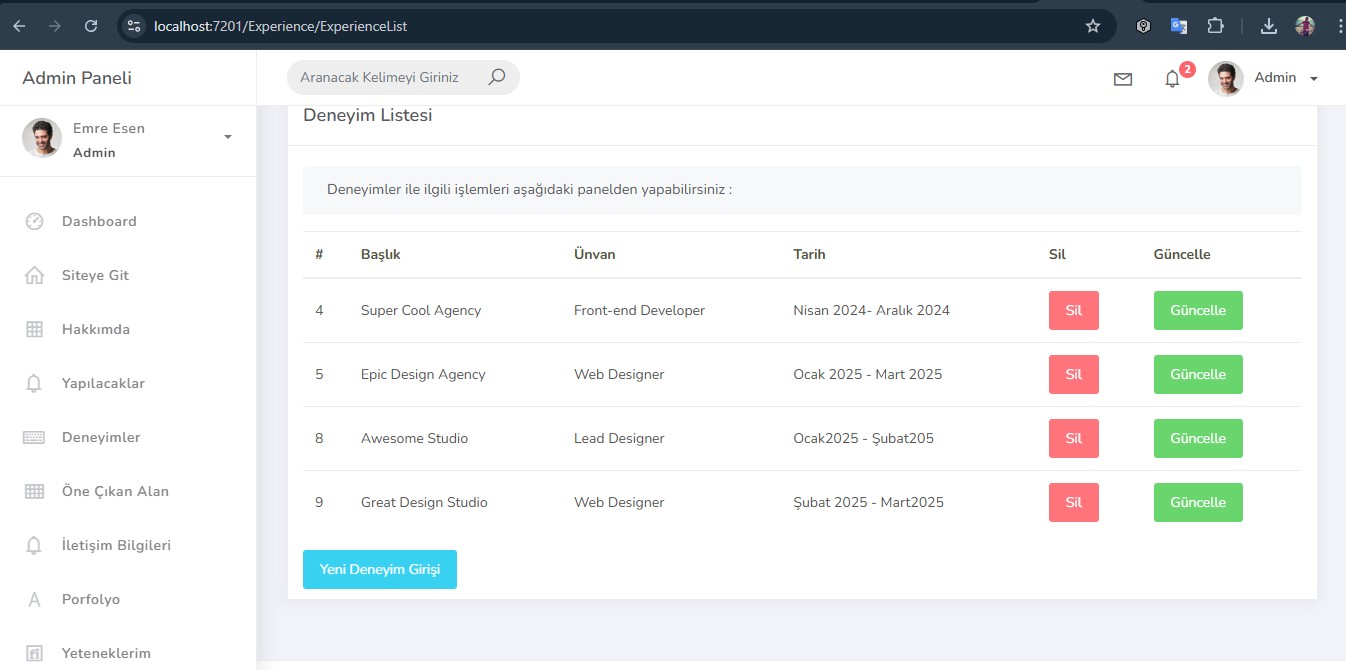 localhost:7201/Experience/ExperienceList
Admin Paneli
Aranacak Kelimeyi Giriniz
2
Admin
Emre Esen
Admin
Dashboard
Siteye Git
Hakkımda
Yapılacaklar
Deneyimler
Öne Çıkan Alan
İletişim Bilgileri
Porfolyo
Yeteneklerim
Deneyim Listesi
Deneyimler ile ilgili işlemleri aşağıdaki panelden yapabilirsiniz :
# Başlık Ünvan Tarih Sil Güncelle
4 Super Cool Agency Front-end Developer Nisan 2024- Aralık 2024 Sil Güncelle
5 Epic Design Agency Web Designer Ocak 2025 - Mart 2025 Sil Güncelle
8 Awesome Studio Lead Designer Ocak2025 - Şubat205 Sil Güncelle
9 Great Design Studio Web Designer Şubat 2025 - Mart2025 Sil Güncelle
Yeni Deneyim Girişi